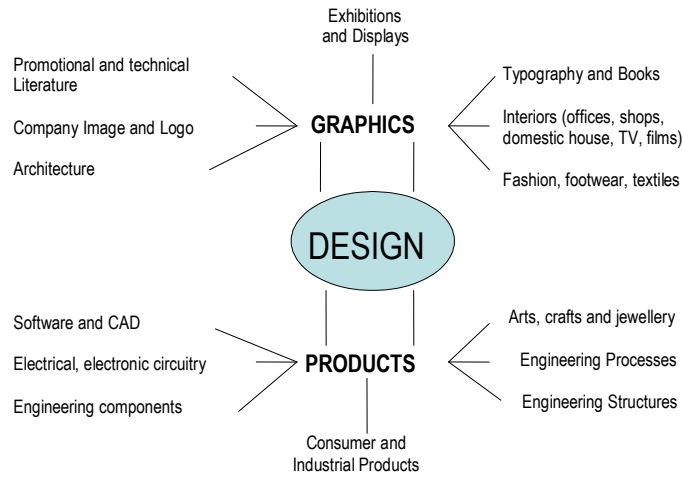 Exhibitions
and Displays
Promotional and technical
Literature
Company Image and Logo
Architecture
GRAPHICS
Typography and Books
Interiors (offices, shops,
domestic house, TV, films)
Fashion, footwear, textiles
DESIGN
Software and CAD
Electrical, electronic circuitry
Engineering components
PRODUCTS
Arts, crafts and jewellery
Engineering Processes
Engineering Structures
Consumer and
Industrial Products